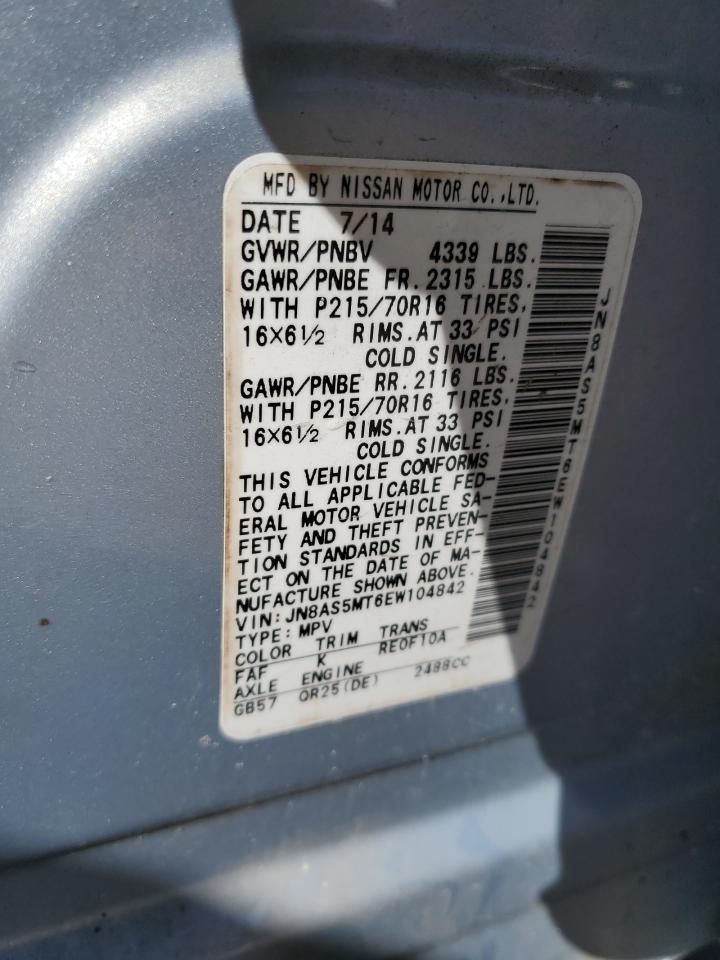 MFD BY NISSAN MOTOR CO.,LTD.
DATE 7/14
GVWR/PNBV 4339 LBS.
GAWR/PNBE FR. 2315 LBS.
WITH P215/70R16 TIRES,
16×6½ RIMS. AT 33 PSI
COLD SINGLE.
GAWR/PNBE RR. 2116 LBS.
WITH P215/70R16 TIRES,
16×6½ RIMS. AT 33 PSI
COLD SINGLE.
THIS VEHICLE CONFORMS
TO ALL APPLICABLE FED-
ERAL MOTOR VEHICLE SA-
FETY AND THEFT PREVEN-
TION STANDARDS IN EFF-
ECT ON THE DATE OF MA-
NUFACTURE SHOWN ABOVE.
VIN: JN8AS5MT6EW104842
TYPE: MPV
COLOR TRIM TRANS
FAF K RE0F10A
AXLE ENGINE
GB57 QR25(DE) 2488CC
JN8AS5MT6EW104842